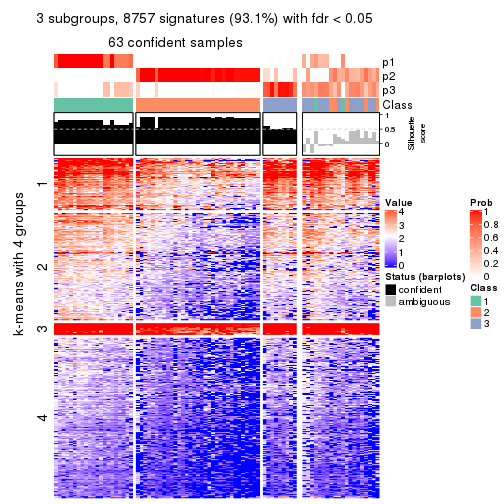 3 subgroups, 8757 signatures (93.1%) with fdr < 0.05
63 confident samples
p1
p2
p3
Class
1
0.5
0
Silhouette
score
k-means with 4 groups
1
2
3
4
Value
4
3
2
1
0
Status (barplots)
confident
ambiguous
Prob
1
0.8
0.6
0.4
0.2
0
Class
1
2
3